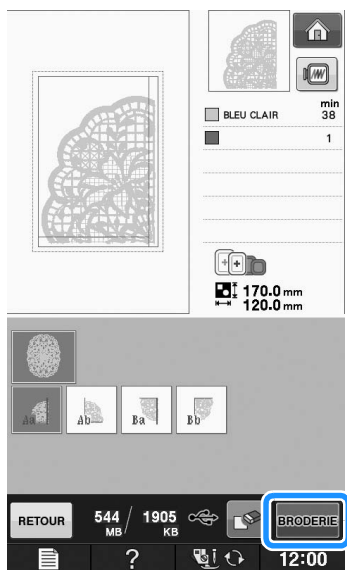 min
BLEU CLAIR 38
1
170.0 mm
120.0 mm
Aa Ab Ba Bb
RETOUR 544 MB / 1905 KB BRODERIE
? 12:00